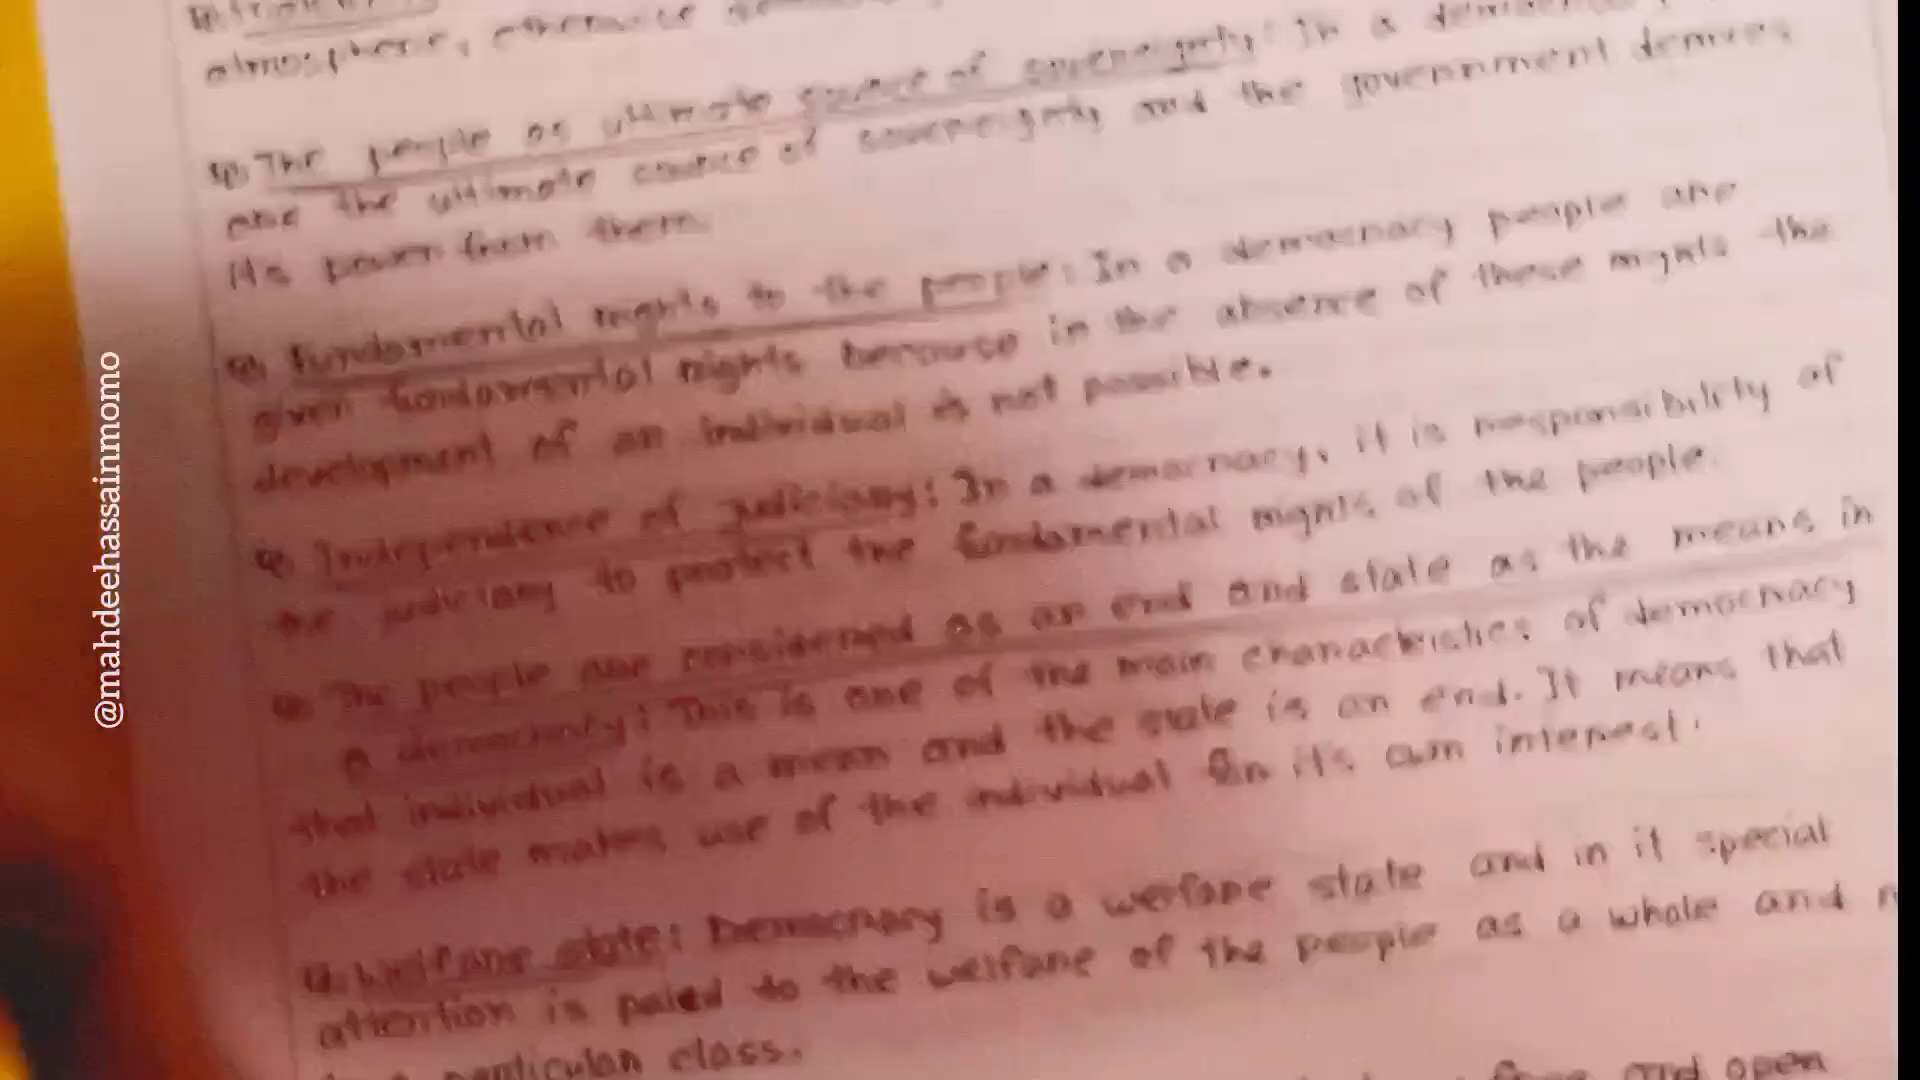 atmosphere, otherwise
The people as ultimate source of sovereignty: In a
are the ultimate source of sovereignty and the government derives
it's power from them.
Fundamental rights to the people: In a democracy people are
given fundamental rights because in the absence of these rights the
development of an individual is not possible.
Independence of judiciary: In a democracy, it is responsibility of
the judiciary to protect the fundamental rights of the people.
The people are considered as an end and state as the means in
a democracy: This is one of the main characteristics of democracy
that individual is a mean and the state is an end. It means that
the state makes use of the individual in it's own interest.
Welfare state: Democracy is a welfare state and in it special
attention is paied to the welfare of the people as a whole and
particular class.
and open
@mahdeehassainmomo